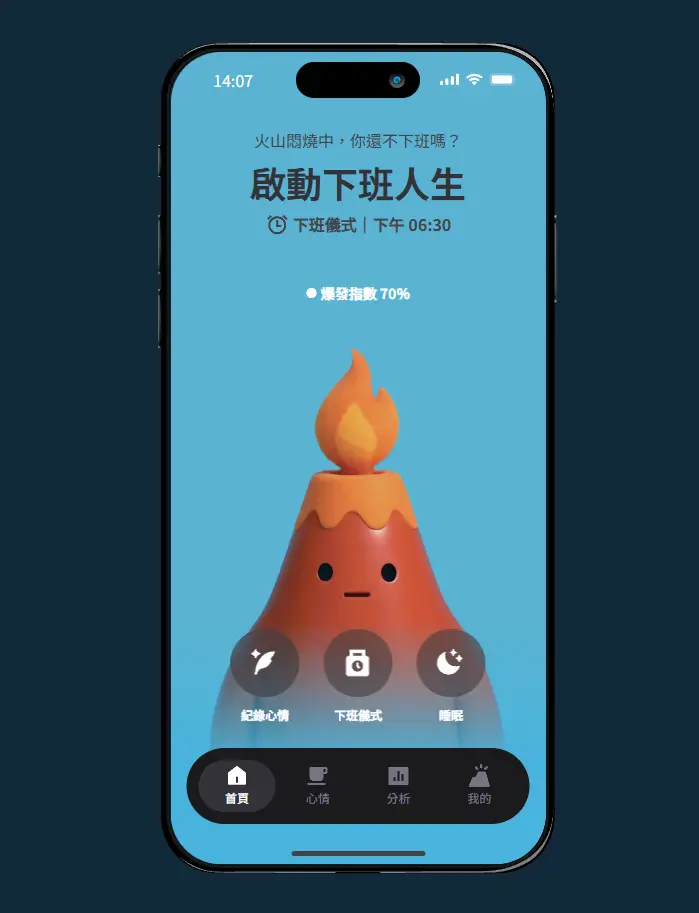 14:07
火山悶燒中，你還不下班嗎？
啟動下班人生
下班儀式｜下午 06:30
爆發指數 70%
紀錄心情 下班儀式 睡眠
首頁 心情 分析 我的